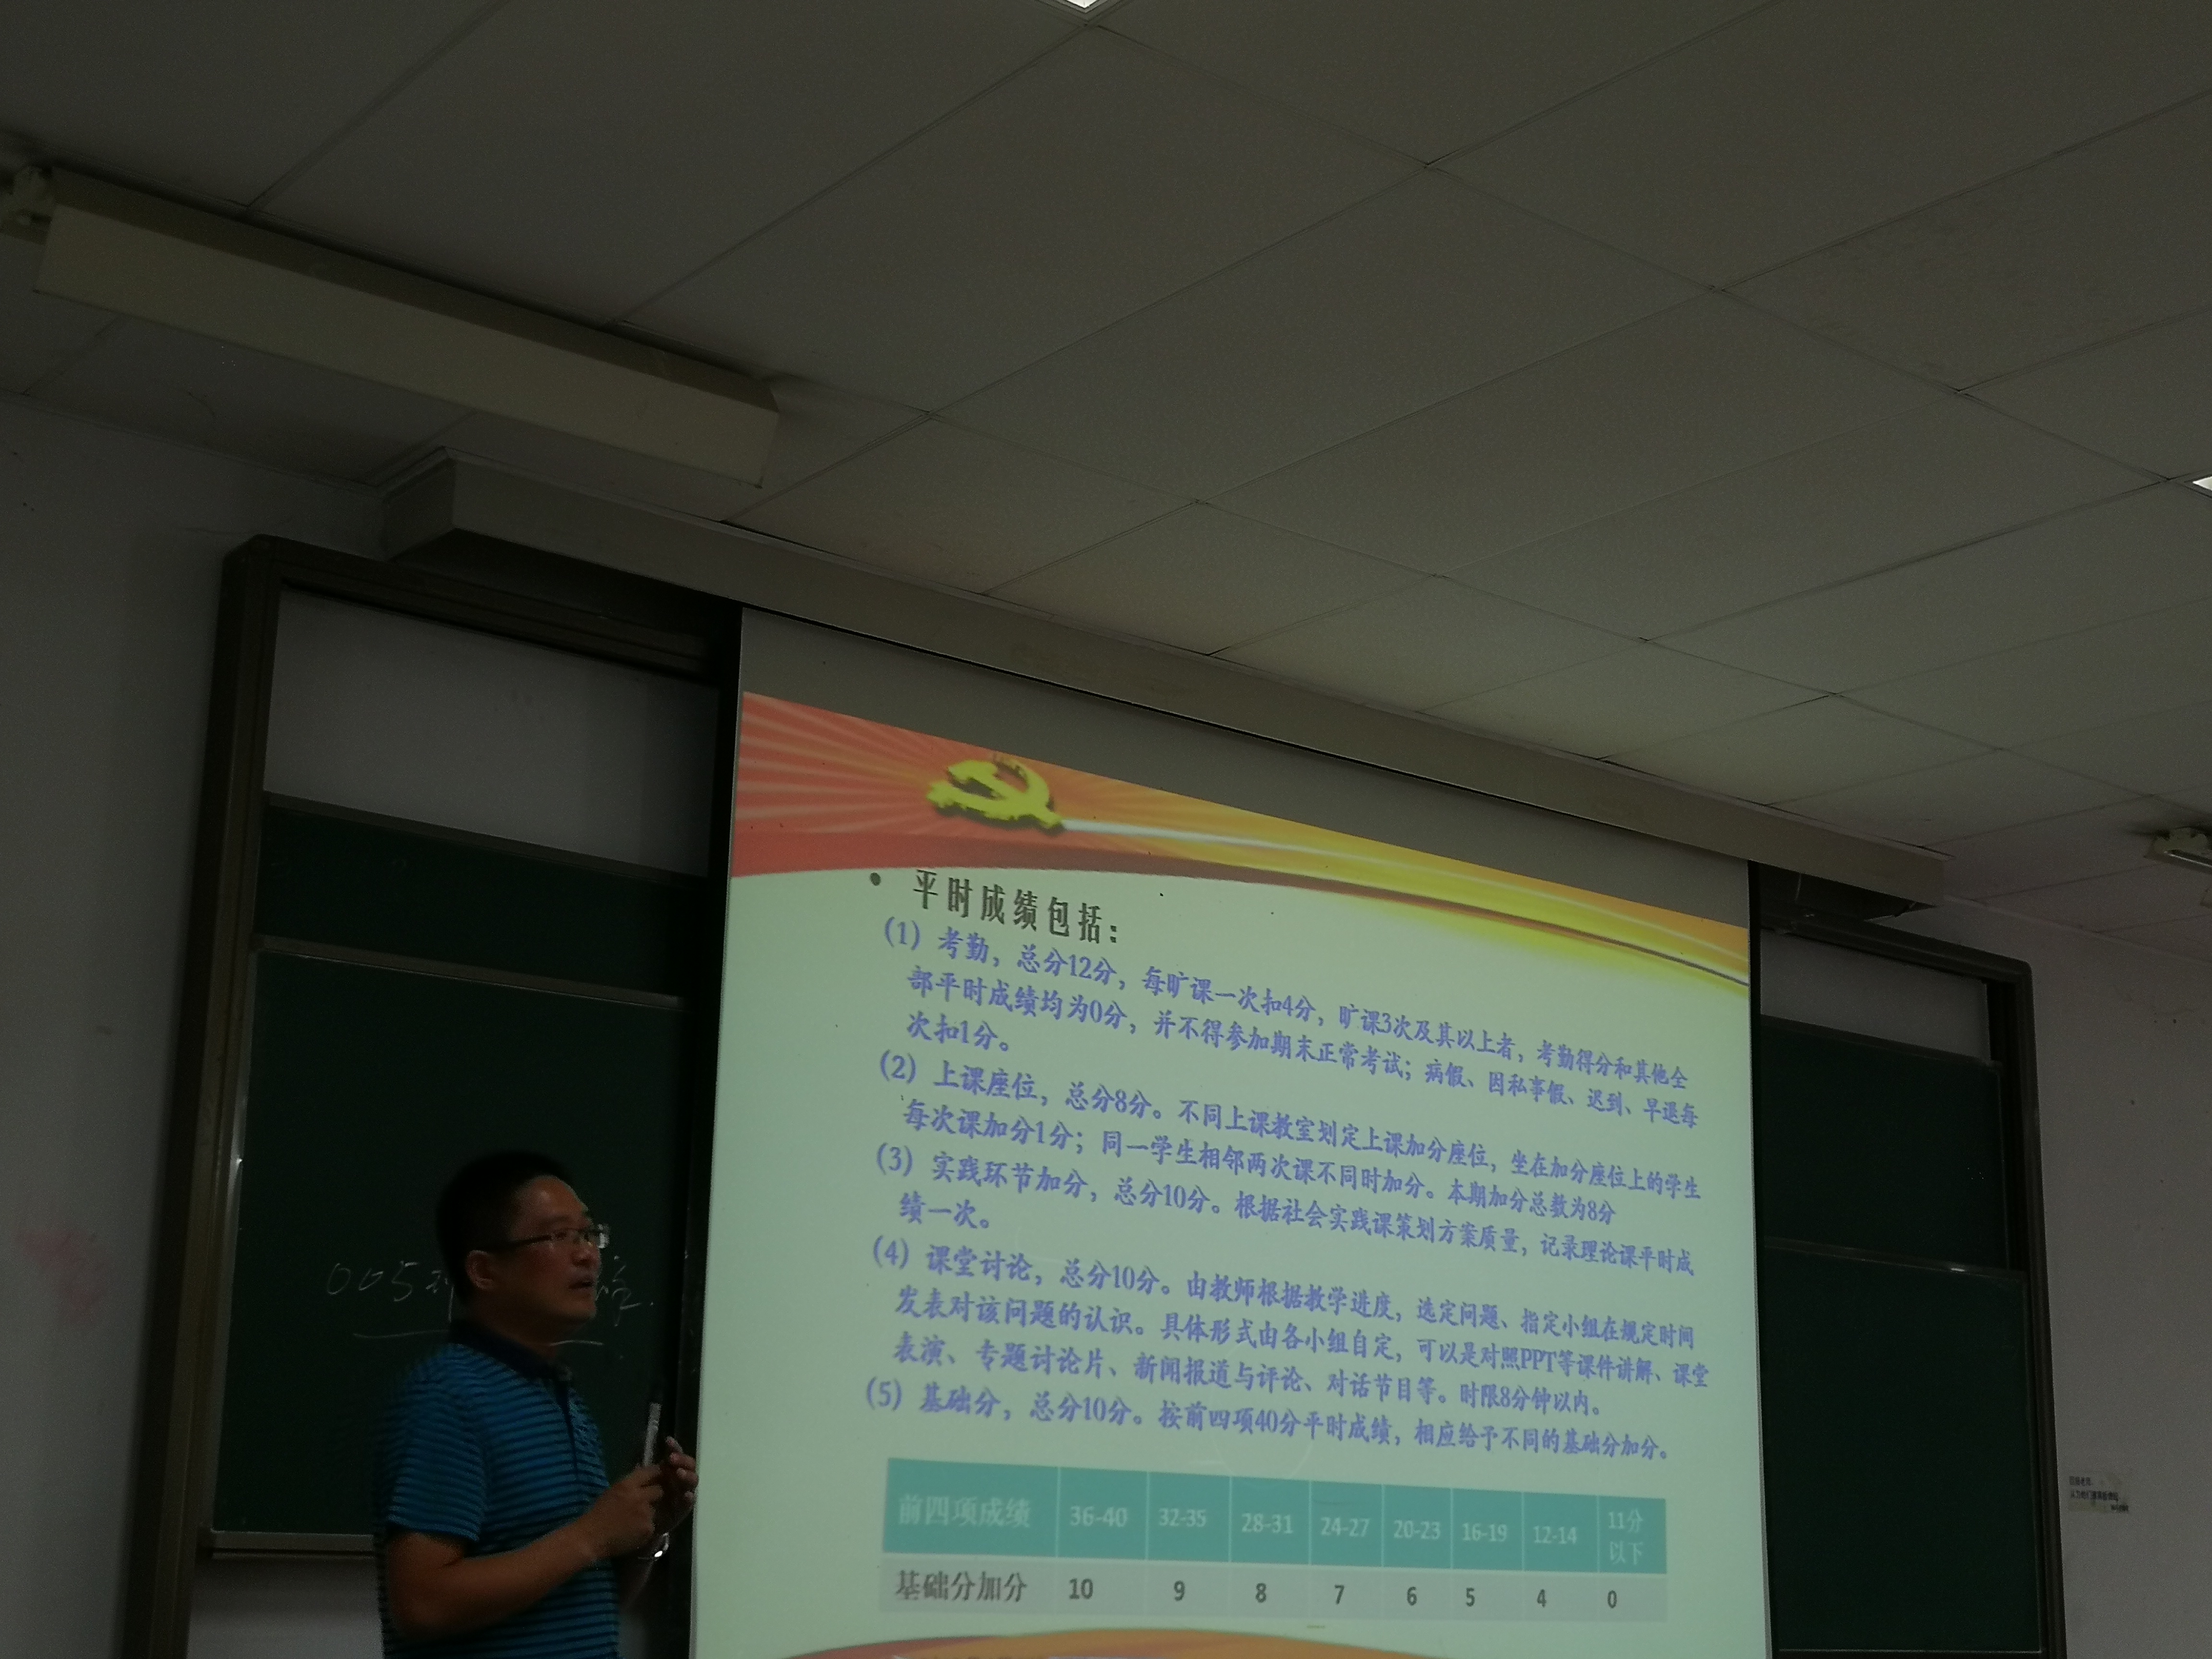 平时成绩包括：
（1）考勤，总分12分，每旷课一次扣4分，旷课3次及其以上者，考勤得分和其他全
部平时成绩均为0分，并不得参加期末正常考试；病假、因私事假、迟到、早退每
次扣1分。
（2）上课座位，总分8分。不同上课教室划定上课加分座位，坐在加分座位上的学生
每次课加分1分；同一学生相邻两次课不同时加分。本期加分总数为8分
（3）实践环节加分，总分10分。根据社会实践课策划方案质量，记录理论课平时成
绩一次。
（4）课堂讨论，总分10分。由教师根据教学进度，选定问题、指定小组在规定时间
发表对该问题的认识。具体形式由各小组自定，可以是对照PPT等课件讲解、课堂
表演、专题讨论片、新闻报道与评论、对话节目等。时限8分钟以内。
（5）基础分，总分10分。按前四项40分平时成绩，相应给予不同的基础分加分。
前四项成绩 36-40 32-35 28-31 24-27 20-23 16-19 12-14 11分以下
基础分加分 10 9 8 7 6 5 4 0
005